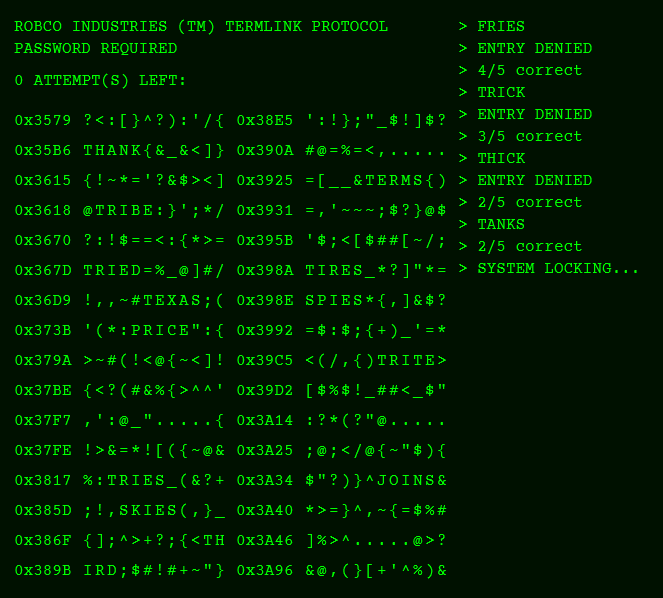 ROBCO INDUSTRIES (TM) TERMLINK PROTOCOL
PASSWORD REQUIRED
0 ATTEMPT(S) LEFT:
0x3579 ?<:[}^?):'/{ 0x38E5 ':!};"_$!]$?
0x35B6 THANK{&_&<]} 0x390A #@=%=<,.....
0x3615 {!~*='?&$><] 0x3925 =[__&TERMS{)
0x3618 @TRIBE:}';*/ 0x3931 =,'~~~;$?}@$
0x3670 ?:!$==<:{*>= 0x395B '$;<[$##[~/;
0x367D TRIED=%_@]#/ 0x398A TIRES_*?]"*=
0x36D9 !,,~#TEXAS;( 0x398E SPIES*{,]&$?
0x373B '(*:PRICE":{ 0x3992 =$:$;{+)_'=*
0x379A >~#(!<@{~<]! 0x39C5 <(/,{)TRITE>
0x37BE {<?(#&%{>^^' 0x39D2 [$%$!_##<_$"
0x37F7 ,':@_".....{ 0x3A14 :?*(?"@.....
0x37FE !>&=*![({~@& 0x3A25 ;@;</@{~"$){
0x3817 %:TRIES_(&?+ 0x3A34 $"?)}^JOINS&
0x385D ;!,SKIES(,}_ 0x3A40 *>=}^,~{=$%#
0x386F {];^>+?;{<TH 0x3A46 ]%>^.....@>?
0x389B IRD;$#!#+~"} 0x3A96 &@,(}[+'^%)&
> FRIES
> ENTRY DENIED
> 4/5 correct
> TRICK
> ENTRY DENIED
> 3/5 correct
> THICK
> ENTRY DENIED
> 2/5 correct
> TANKS
> 2/5 correct
> SYSTEM LOCKING...